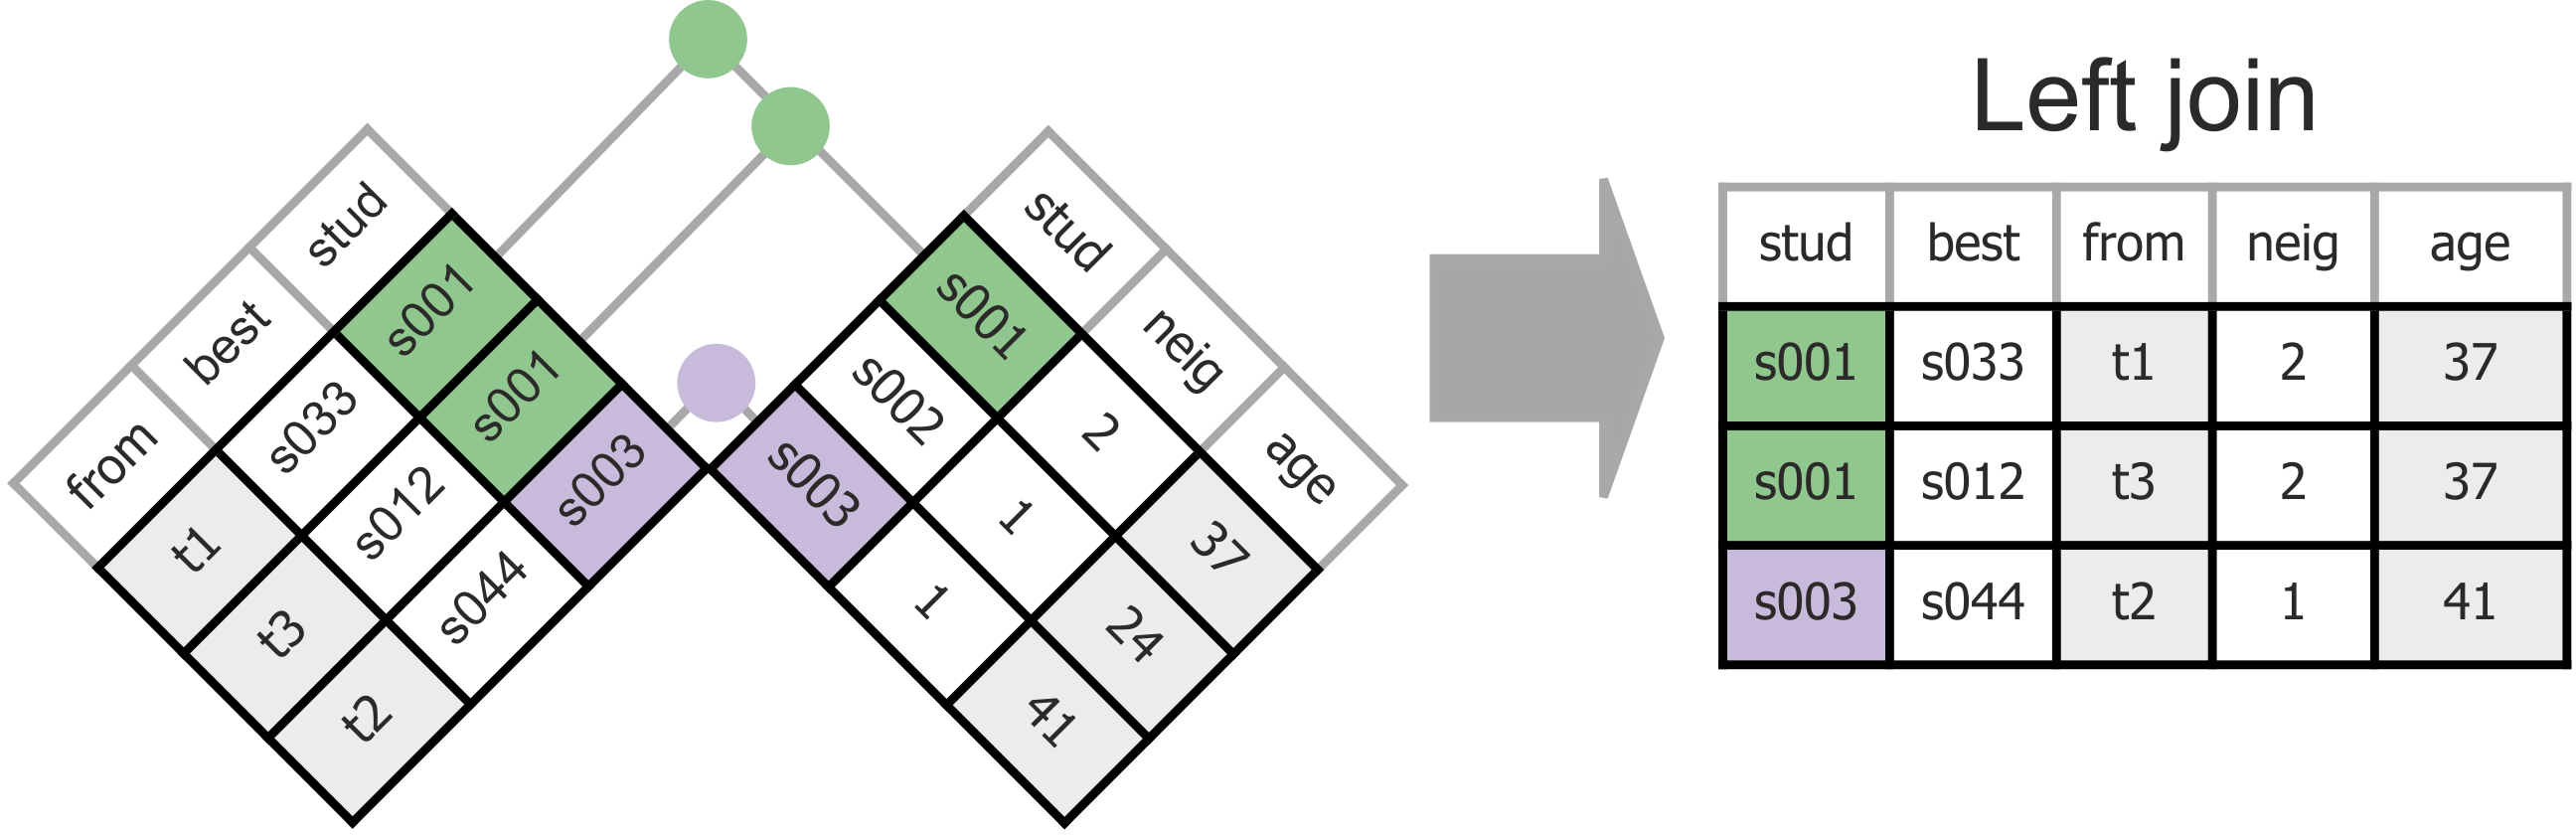 Left join
stud best from
s001 s033 t1
s001 s012 t3
s003 s044 t2
stud neig age
s001 2 37
s002 1 24
s003 1 41
stud best from neig age
s001 s033 t1 2 37
s001 s012 t3 2 37
s003 s044 t2 1 41